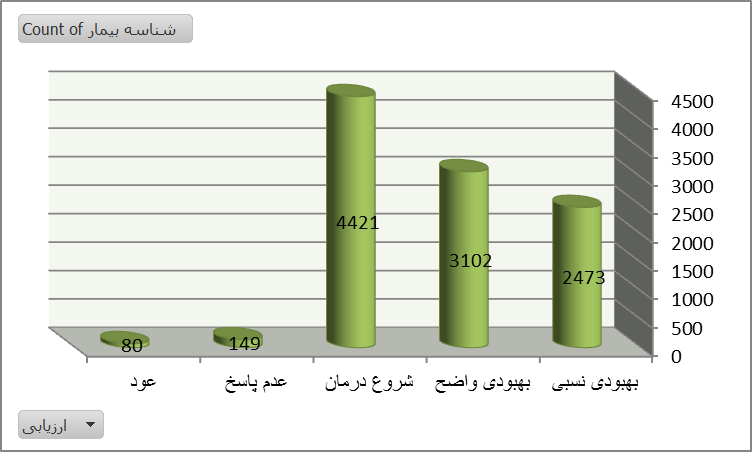 Count of شناسه بیمار
4500
4000
3500
3000
2500
2000
1500
1000
500
0
4421
3102
2473
149
80
بهبودی نسبی
بهبودی واضح
شروع درمان
عدم پاسخ
عود
ارزیابی